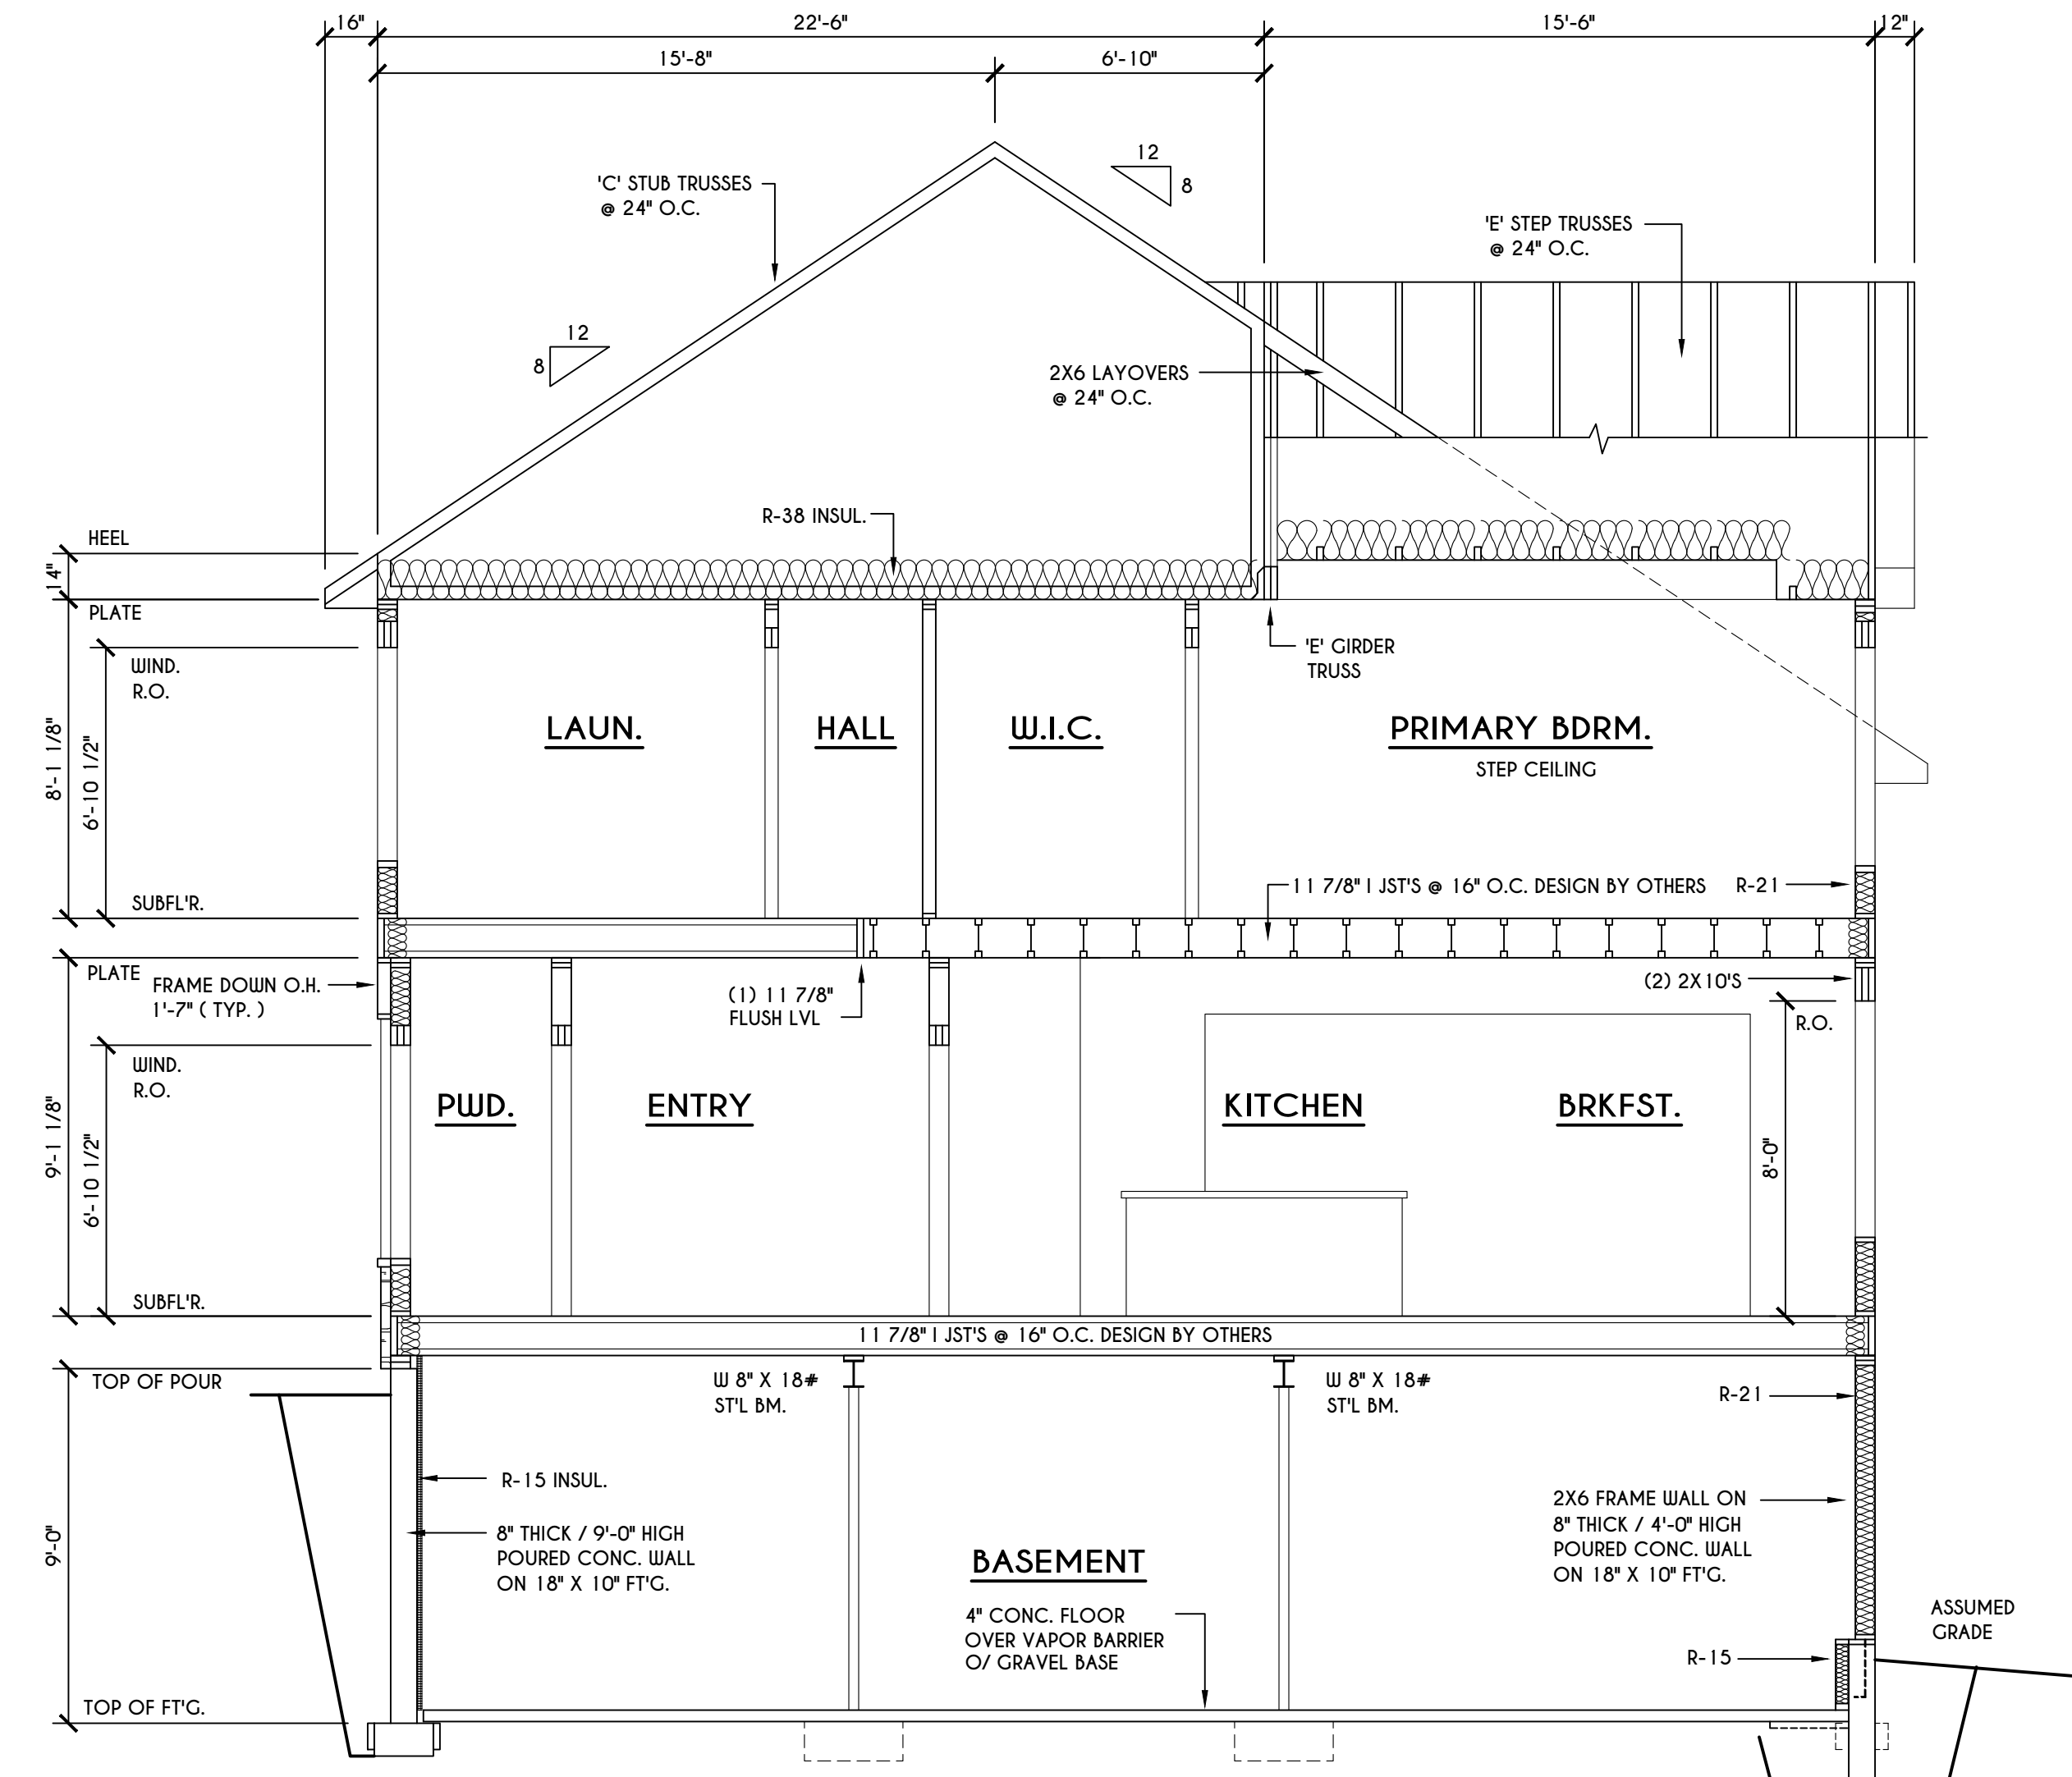 16"
22'-6"
15'-6"
12"
15'-8"
6'-10"
12
8
'C' STUB TRUSSES
@ 24" O.C.
'E' STEP TRUSSES
@ 24" O.C.
12
8
2X6 LAYOVERS
@ 24" O.C.
R-38 INSUL.
HEEL
14"
PLATE
'E' GIRDER
TRUSS
WIND.
R.O.
8'-1 1/8"
6'-10 1/2"
LAUN.
HALL
W.I.C.
PRIMARY BDRM.
STEP CEILING
11 7/8" I JST'S @ 16" O.C. DESIGN BY OTHERS
R-21
SUBFL'R.
PLATE
FRAME DOWN O.H.
1'-7" ( TYP. )
(1) 11 7/8"
FLUSH LVL
(2) 2X10'S
R.O.
WIND.
R.O.
9'-1 1/8"
6'-10 1/2"
PWD.
ENTRY
KITCHEN
BRKFST.
8'-0"
SUBFL'R.
11 7/8" I JST'S @ 16" O.C. DESIGN BY OTHERS
TOP OF POUR
W 8" X 18#
ST'L BM.
W 8" X 18#
ST'L BM.
R-21
R-15 INSUL.
8" THICK / 9'-0" HIGH
POURED CONC. WALL
ON 18" X 10" FT'G.
2X6 FRAME WALL ON
8" THICK / 4'-0" HIGH
POURED CONC. WALL
ON 18" X 10" FT'G.
9'-0"
BASEMENT
4" CONC. FLOOR
OVER VAPOR BARRIER
O/ GRAVEL BASE
ASSUMED
GRADE
R-15
TOP OF FT'G.